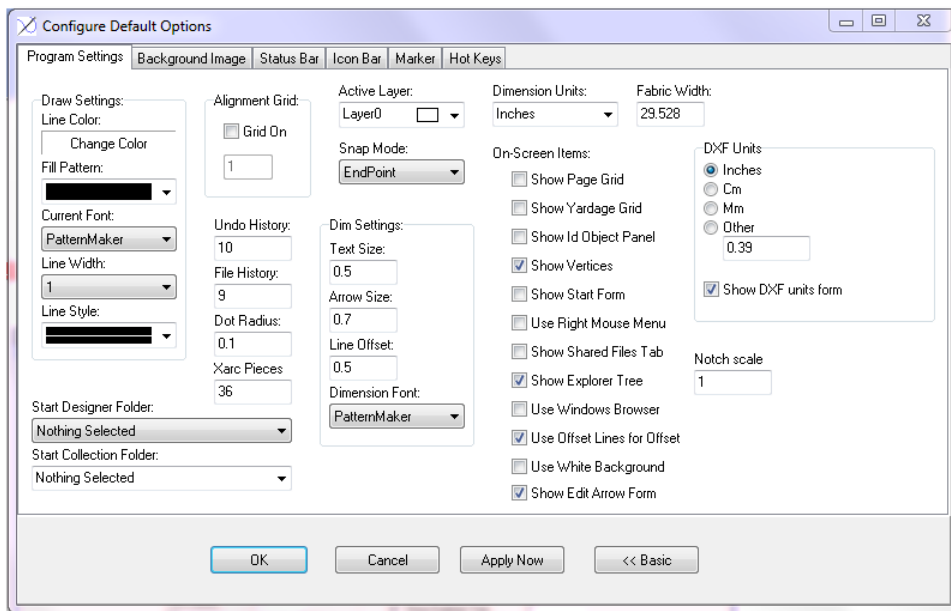 Configure Default Options
Program Settings
Background Image
Status Bar
Icon Bar
Marker
Hot Keys
Draw Settings:
Line Color:
Change Color
Fill Pattern:
Current Font:
PatternMaker
Line Width:
1
Line Style:
Alignment Grid:
Grid On
1
Active Layer:
Layer0
Snap Mode:
EndPoint
Dimension Units:
Inches
Fabric Width:
29.528
Undo History:
10
File History:
9
Dot Radius:
0.1
Xarc Pieces
36
Dim Settings:
Text Size:
0.5
Arrow Size:
0.7
Line Offset:
0.5
Dimension Font:
PatternMaker
On-Screen Items:
Show Page Grid
Show Yardage Grid
Show Id Object Panel
Show Vertices
Show Start Form
Use Right Mouse Menu
Show Shared Files Tab
Show Explorer Tree
Use Windows Browser
Use Offset Lines for Offset
Use White Background
Show Edit Arrow Form
DXF Units
Inches
Cm
Mm
Other
0.39
Show DXF units form
Notch scale
1
Start Designer Folder:
Nothing Selected
Start Collection Folder:
Nothing Selected
OK
Cancel
Apply Now
<< Basic